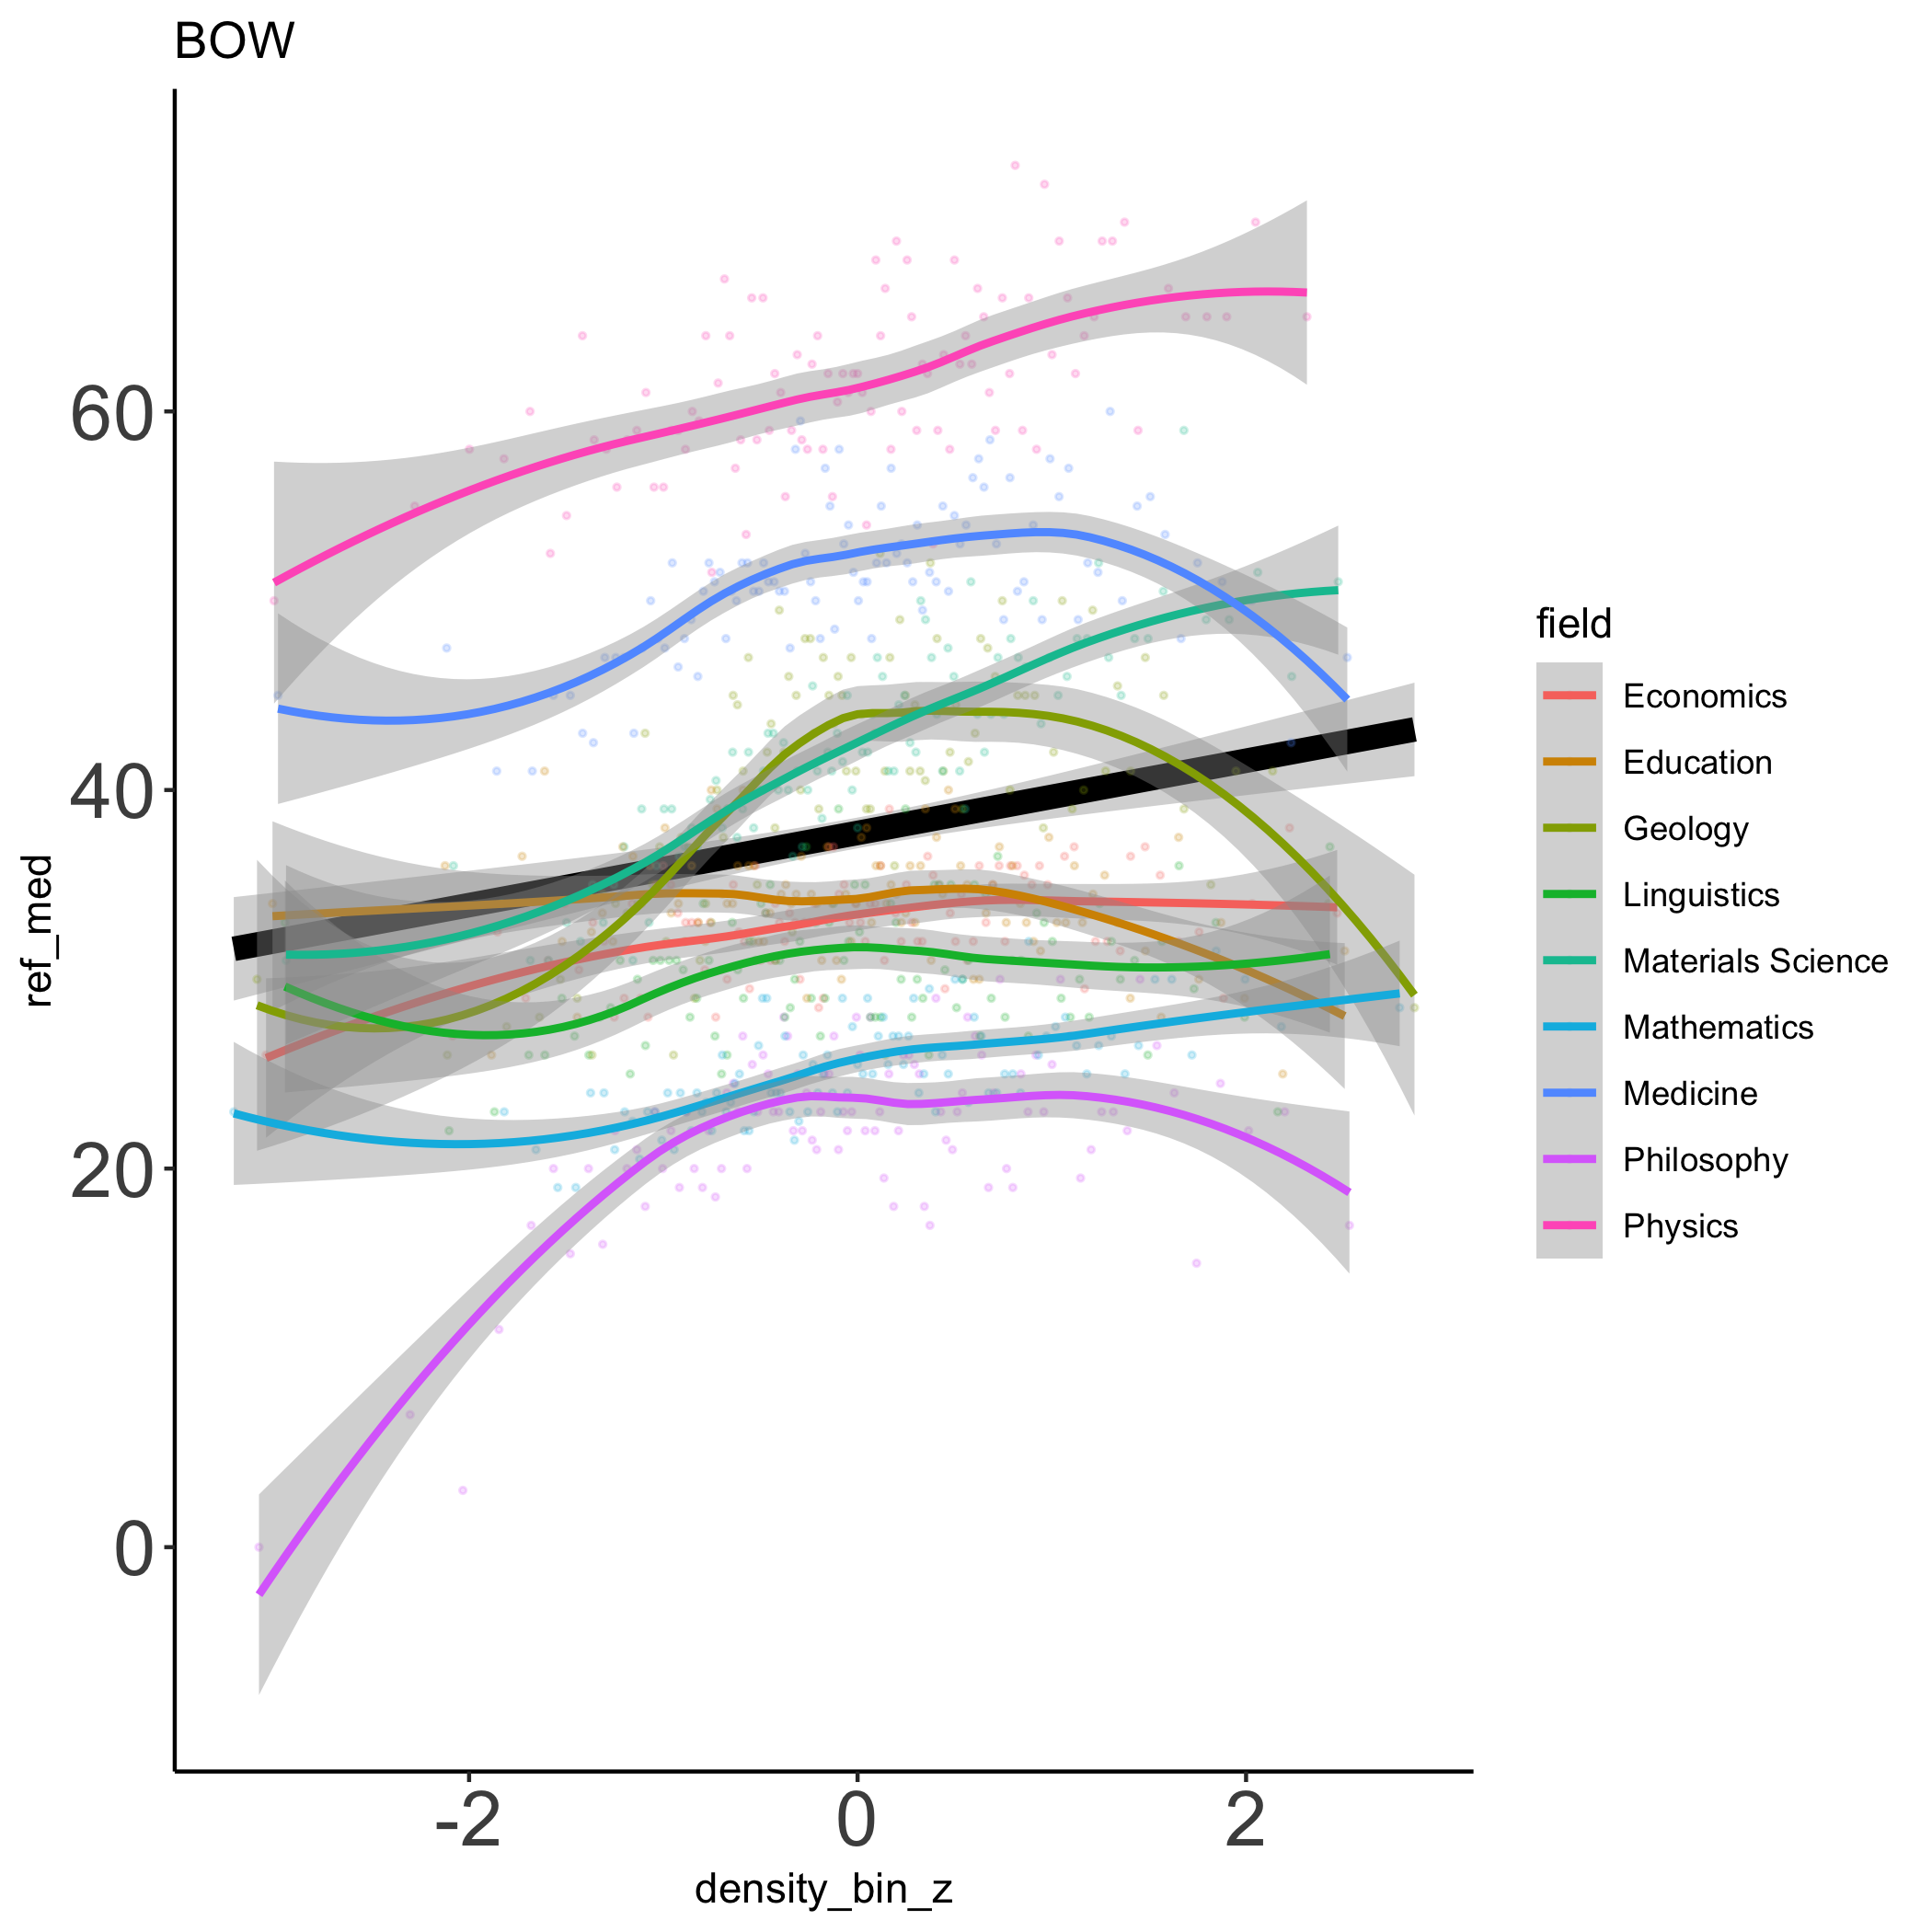 BOW
ref_med
60
40
20
0
-2 0 2
density_bin_z
field
Economics
Education
Geology
Linguistics
Materials Science
Mathematics
Medicine
Philosophy
Physics